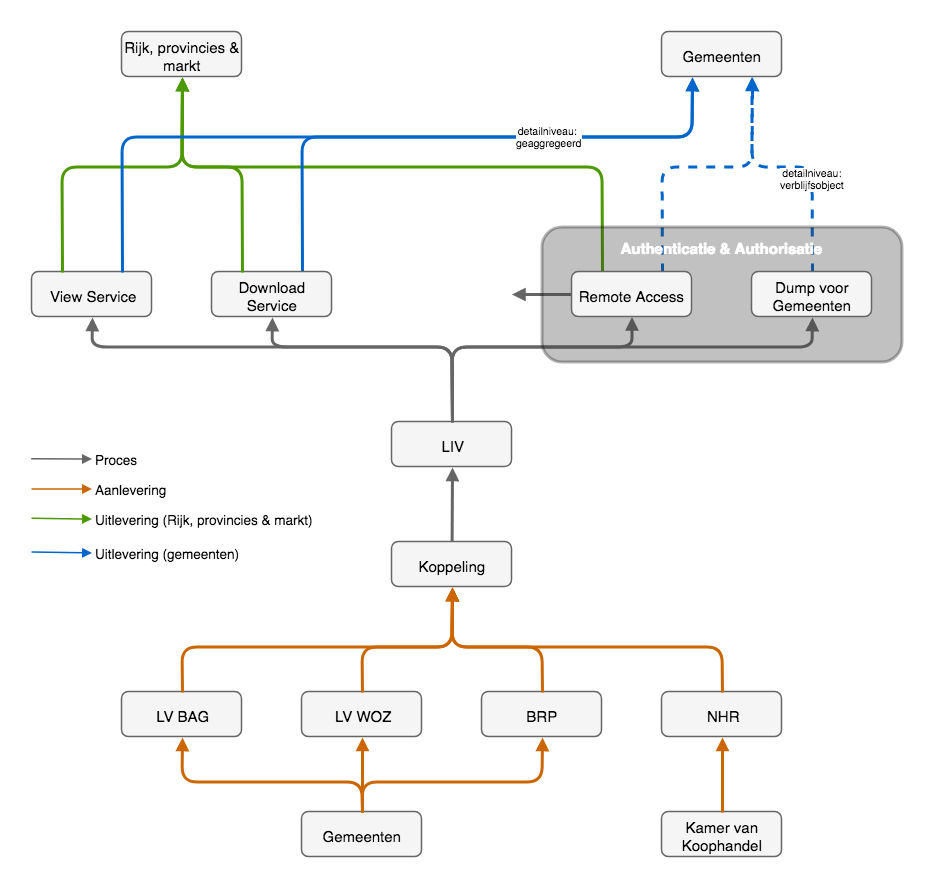 Rijk, provincies &
markt
Gemeenten
detailniveau:
geaggregeerd
detailniveau:
verblijfsobject
Authenticatie & Authorisatie
View Service
Download
Service
Remote Access
Dump voor
Gemeenten
LIV
Proces
Aanlevering
Uitlevering (Rijk, provincies & markt)
Uitlevering (gemeenten)
Koppeling
LV BAG
LV WOZ
BRP
NHR
Gemeenten
Kamer van
Koophandel